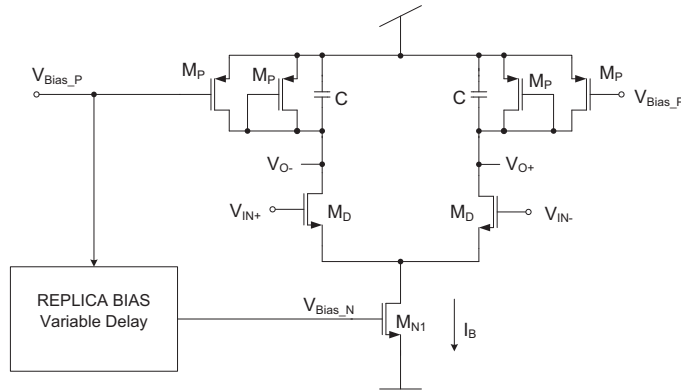 M_P
M_P
C
C
M_P
M_P
V_Bias_P
V_Bias_P
V_O-
V_O+
V_IN+
M_D
M_D
V_IN-
REPLICA BIAS
Variable Delay
V_Bias_N
M_N1
I_B